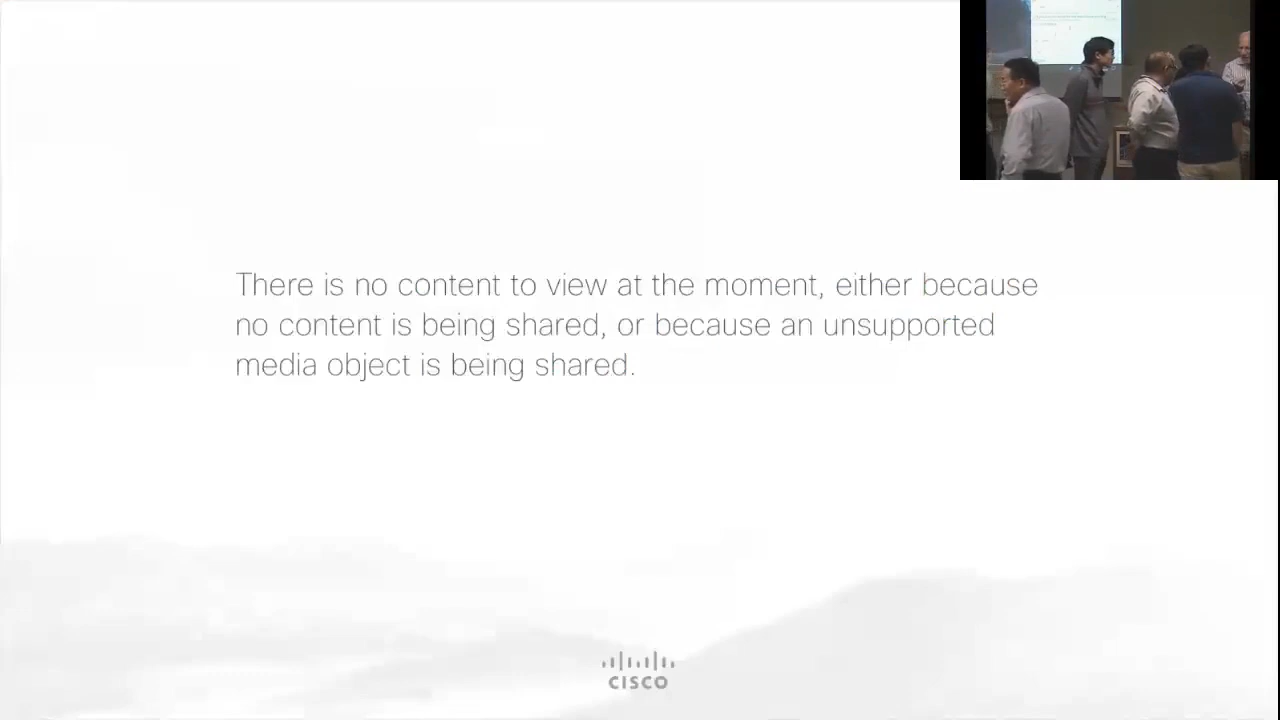 There is no content to view at the moment, either because
no content is being shared, or because an unsupported
media object is being shared.
CISCO